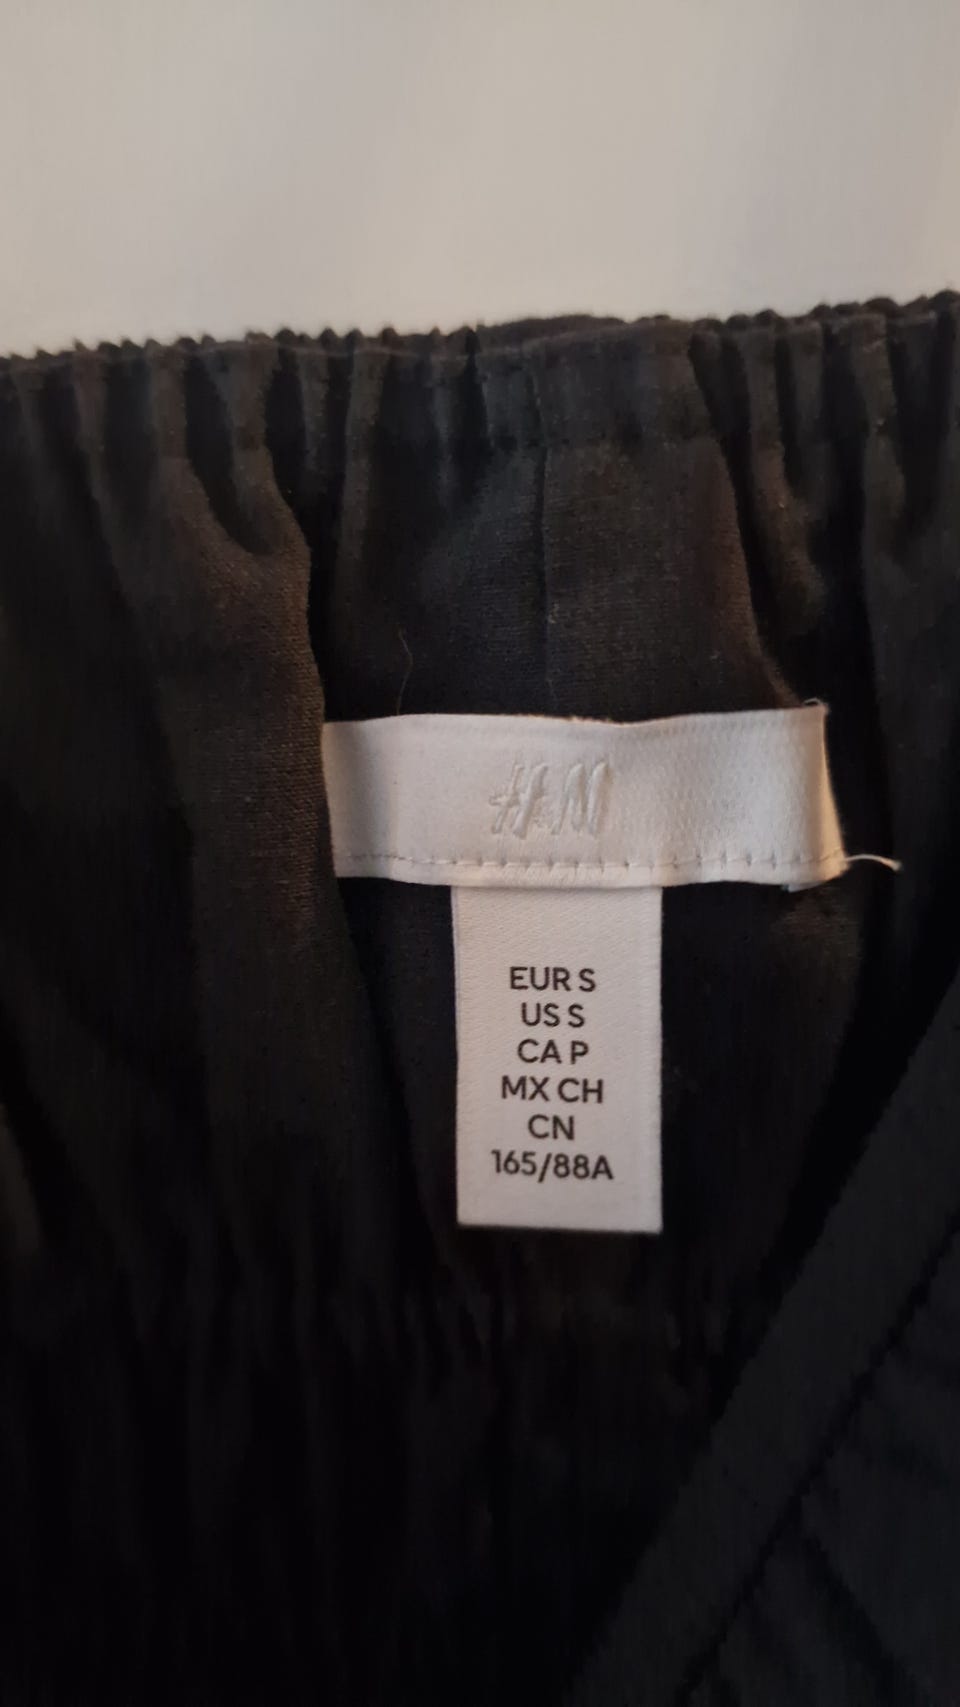 H&M
EUR S
US S
CA P
MX CH
CN
165/88A